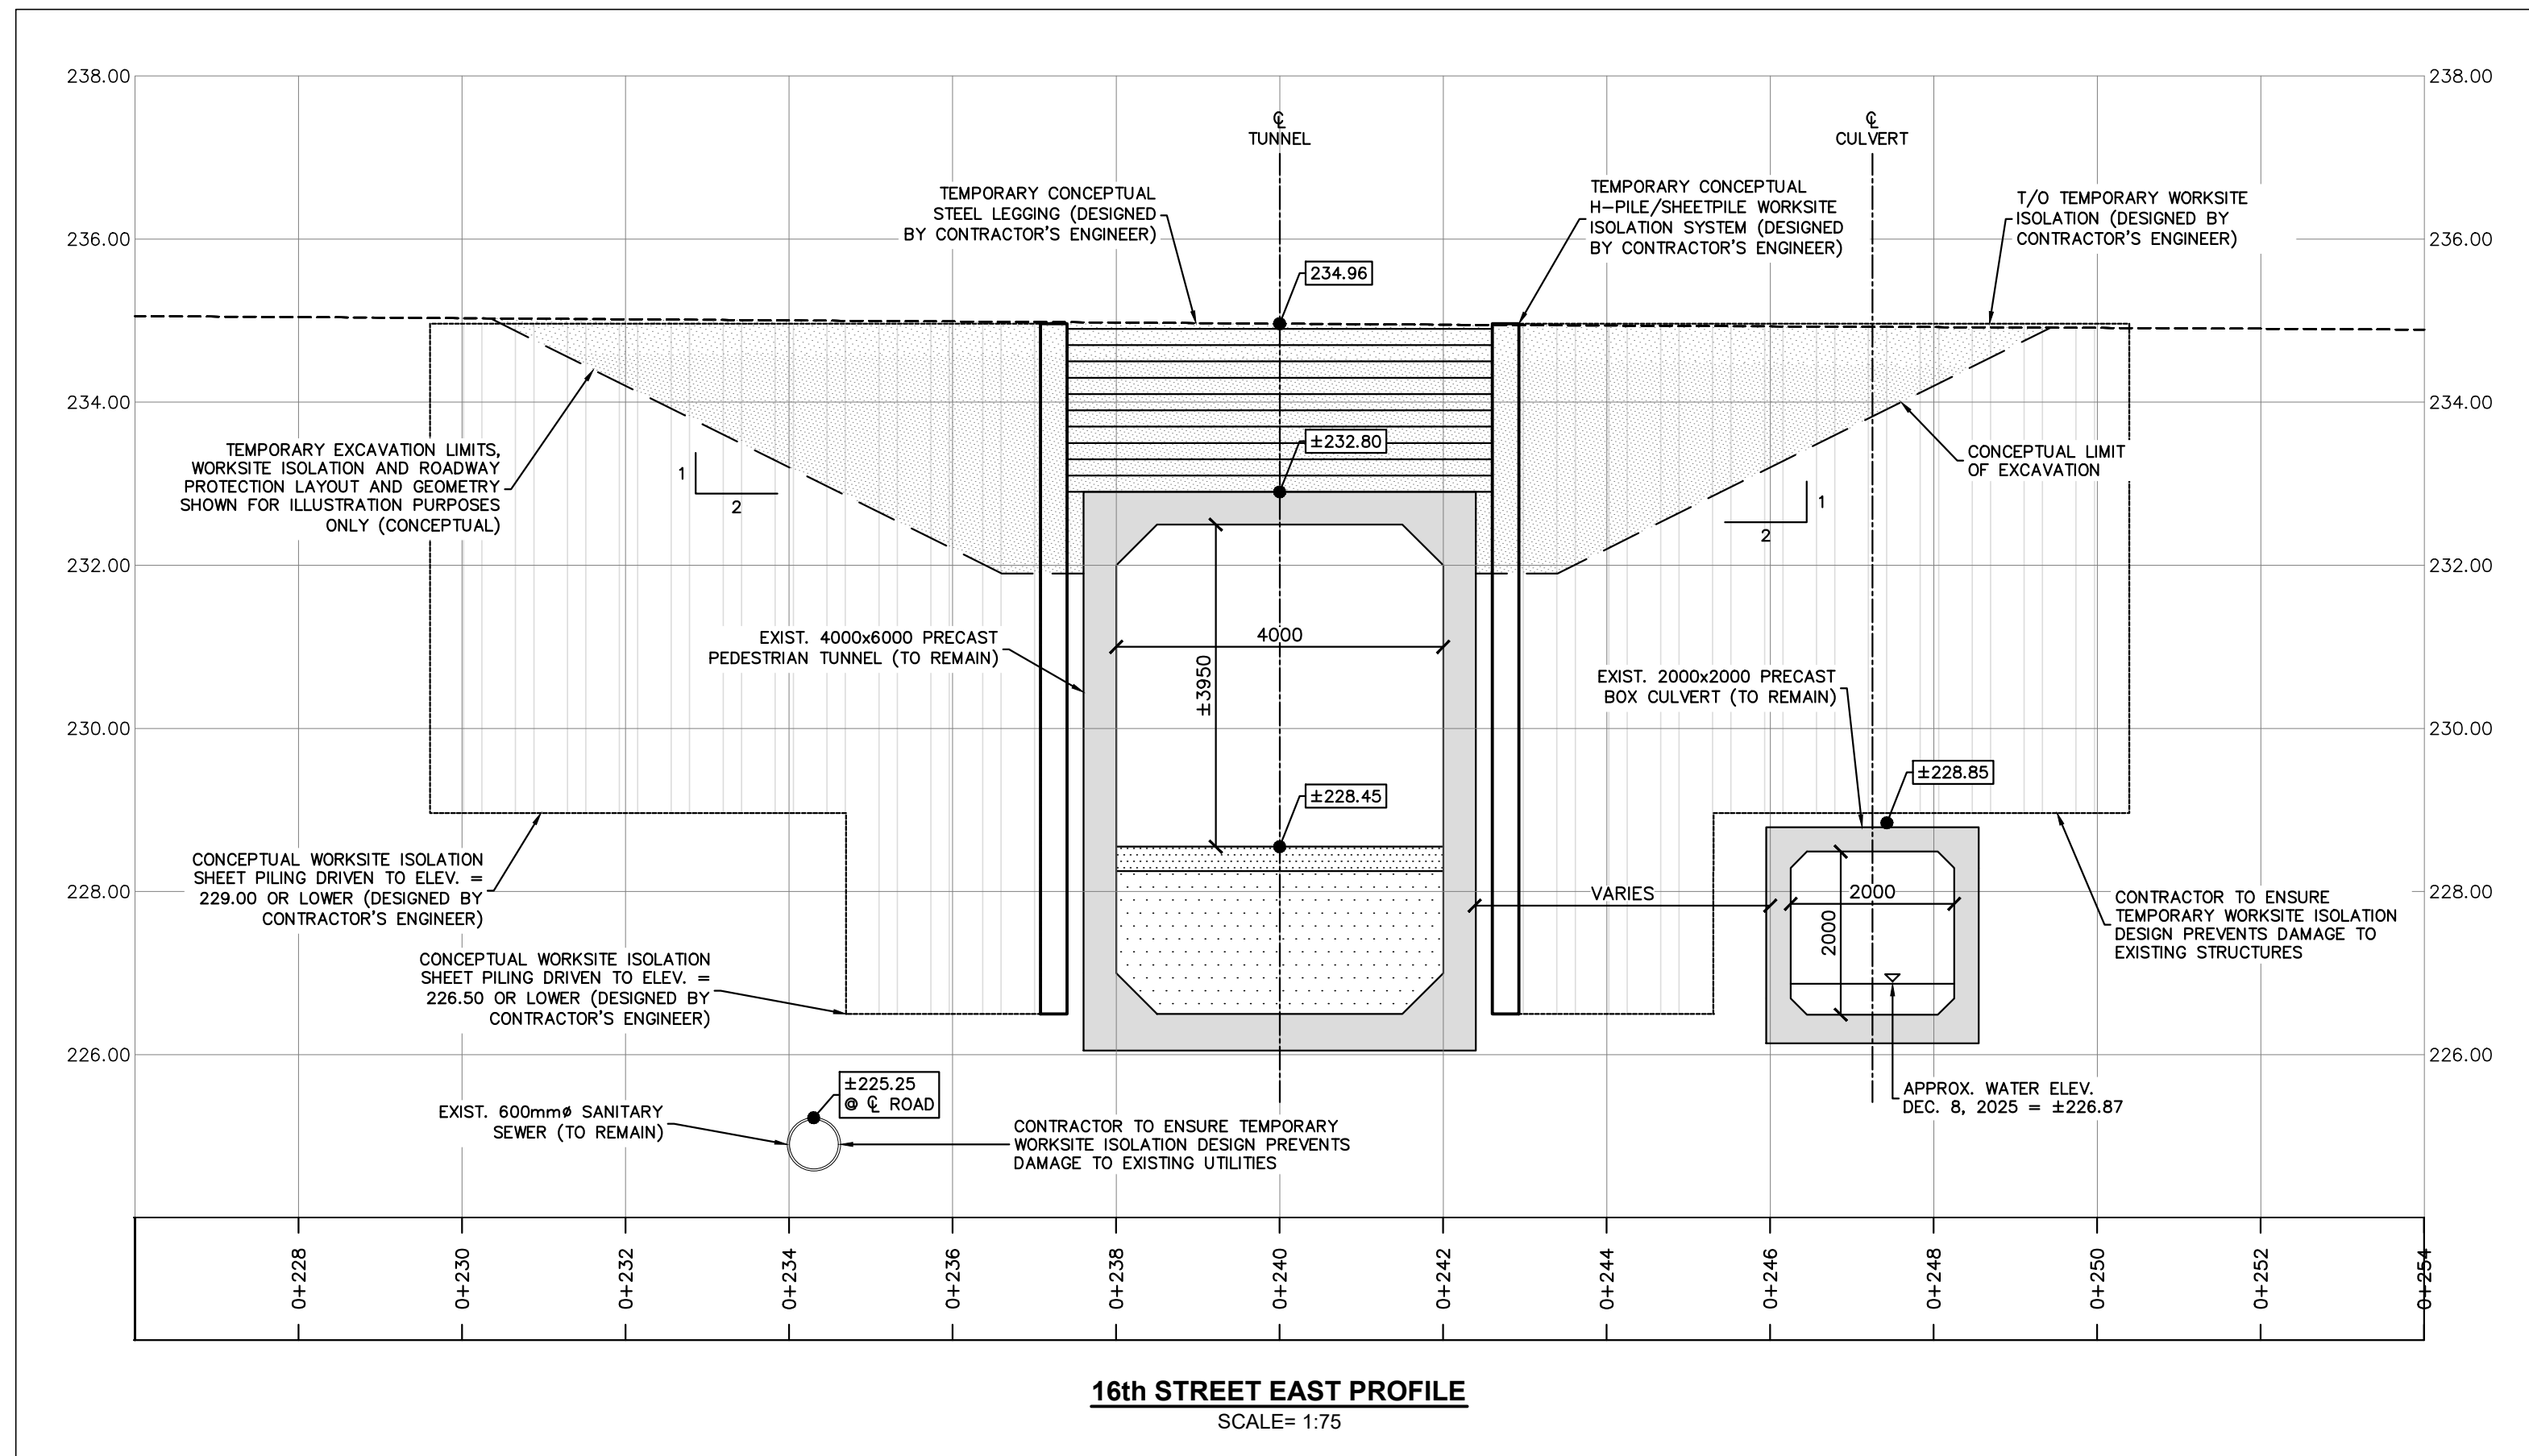 238.00
238.00
℄
TUNNEL
℄
CULVERT
TEMPORARY CONCEPTUAL
STEEL LEGGING (DESIGNED
BY CONTRACTOR'S ENGINEER)
TEMPORARY CONCEPTUAL
H-PILE/SHEETPILE WORKSITE
ISOLATION SYSTEM (DESIGNED
BY CONTRACTOR'S ENGINEER)
T/O TEMPORARY WORKSITE
ISOLATION (DESIGNED BY
CONTRACTOR'S ENGINEER)
236.00
236.00
234.96
234.00
234.00
±232.80
TEMPORARY EXCAVATION LIMITS,
WORKSITE ISOLATION AND ROADWAY
PROTECTION LAYOUT AND GEOMETRY
SHOWN FOR ILLUSTRATION PURPOSES
ONLY (CONCEPTUAL)
1
2
CONCEPTUAL LIMIT
OF EXCAVATION
1
2
232.00
232.00
EXIST. 4000x6000 PRECAST
PEDESTRIAN TUNNEL (TO REMAIN)
4000
±3950
EXIST. 2000x2000 PRECAST
BOX CULVERT (TO REMAIN)
230.00
230.00
±228.45
±228.85
CONCEPTUAL WORKSITE ISOLATION
SHEET PILING DRIVEN TO ELEV. =
229.00 OR LOWER (DESIGNED BY
CONTRACTOR'S ENGINEER)
228.00
228.00
VARIES
2000
2000
CONTRACTOR TO ENSURE
TEMPORARY WORKSITE ISOLATION
DESIGN PREVENTS DAMAGE TO
EXISTING STRUCTURES
CONCEPTUAL WORKSITE ISOLATION
SHEET PILING DRIVEN TO ELEV. =
226.50 OR LOWER (DESIGNED BY
CONTRACTOR'S ENGINEER)
226.00
226.00
±225.25
@ ℄ ROAD
EXIST. 600mmø SANITARY
SEWER (TO REMAIN)
CONTRACTOR TO ENSURE TEMPORARY
WORKSITE ISOLATION DESIGN PREVENTS
DAMAGE TO EXISTING UTILITIES
APPROX. WATER ELEV.
DEC. 8, 2025 = ±226.87
0+228
0+230
0+232
0+234
0+236
0+238
0+240
0+242
0+244
0+246
0+248
0+250
0+252
0+254
16th STREET EAST PROFILE
SCALE= 1:75